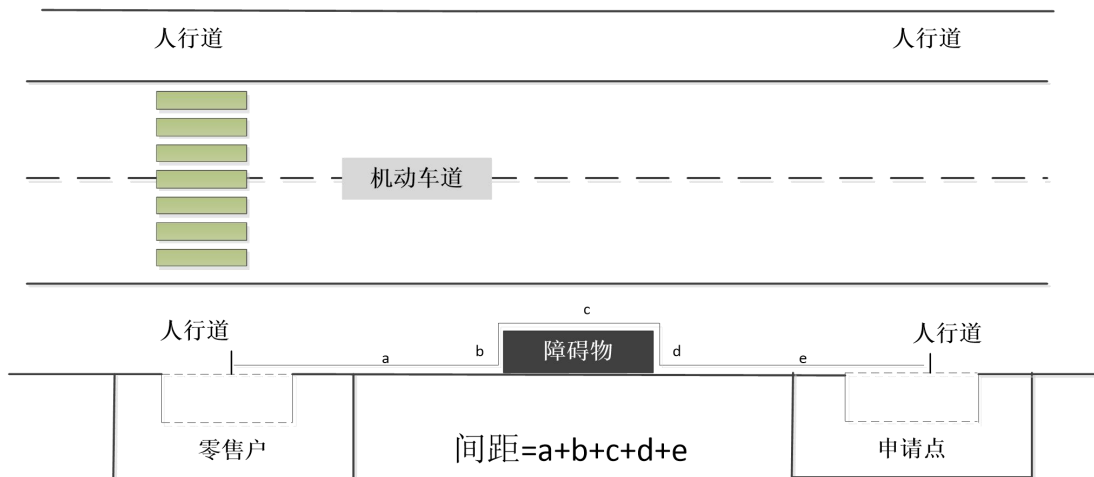 人行道 人行道
机动车道
c
人行道 人行道
障碍物
a b d e
零售户 间距=a+b+c+d+e 申请点